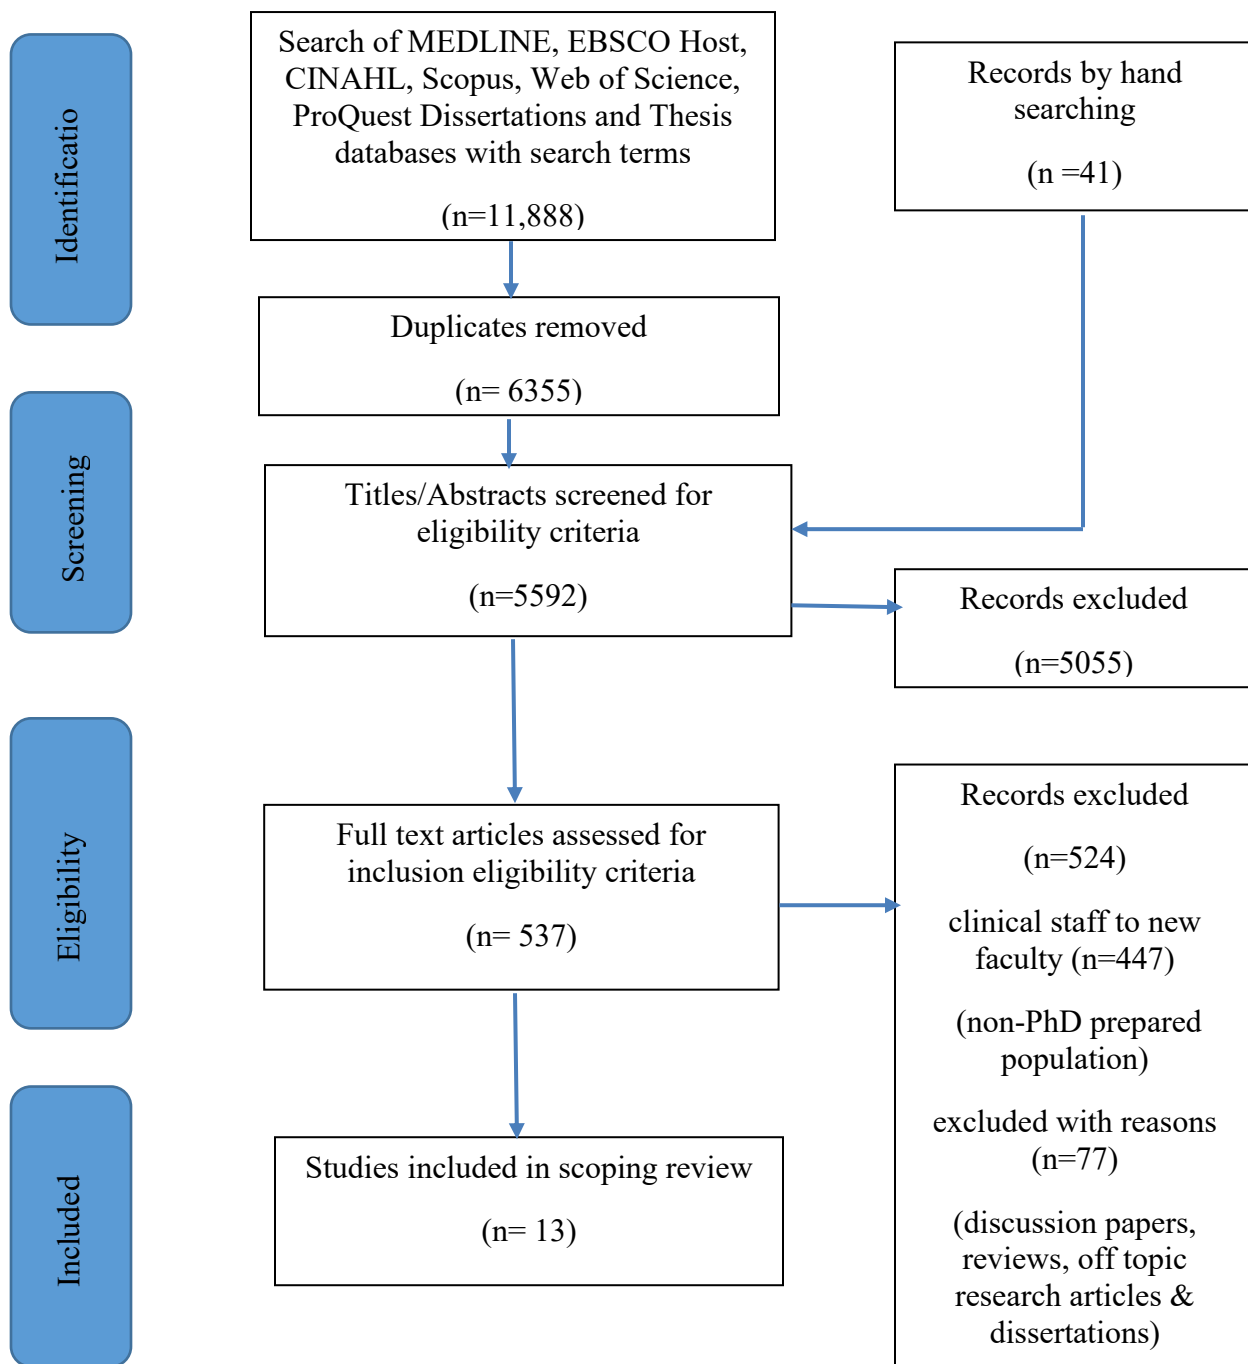 Identificatio
Search of MEDLINE, EBSCO Host,
CINAHL, Scopus, Web of Science,
ProQuest Dissertations and Thesis
databases with search terms
(n=11,888)
Records by hand
searching
(n =41)
Duplicates removed
(n= 6355)
Screening
Titles/Abstracts screened for
eligibility criteria
(n=5592)
Records excluded
(n=5055)
Eligibility
Full text articles assessed for
inclusion eligibility criteria
(n= 537)
Records excluded
(n=524)
clinical staff to new
faculty (n=447)
(non-PhD prepared
population)
excluded with reasons
(n=77)
(discussion papers,
reviews, off topic
research articles &
dissertations)
Included
Studies included in scoping review
(n= 13)